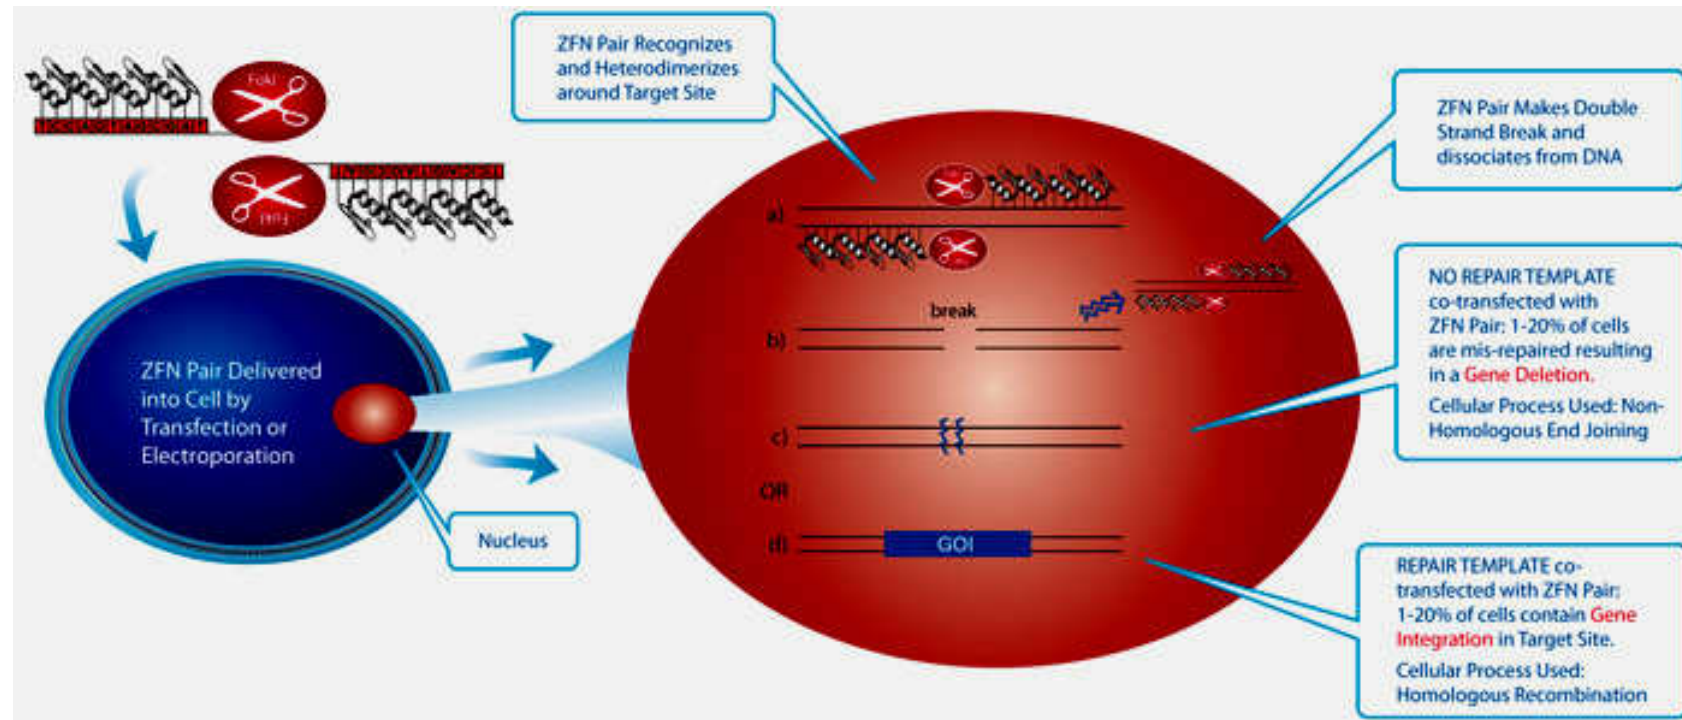 FokI
FokI
ZFN Pair Recognizes
and Heterodimerizes
around Target Site
ZFN Pair Makes Double
Strand Break and
dissociates from DNA
a)
break
b)
NO REPAIR TEMPLATE
co-transfected with
ZFN Pair: 1-20% of cells
are mis-repaired resulting
in a Gene Deletion.
Cellular Process Used: Non-
Homologous End Joining
ZFN Pair Delivered
into Cell by
Transfection or
Electroporation
c)
OR
Nucleus
d)
GOI
REPAIR TEMPLATE co-
transfected with ZFN Pair:
1-20% of cells contain Gene
Integration in Target Site.
Cellular Process Used:
Homologous Recombination